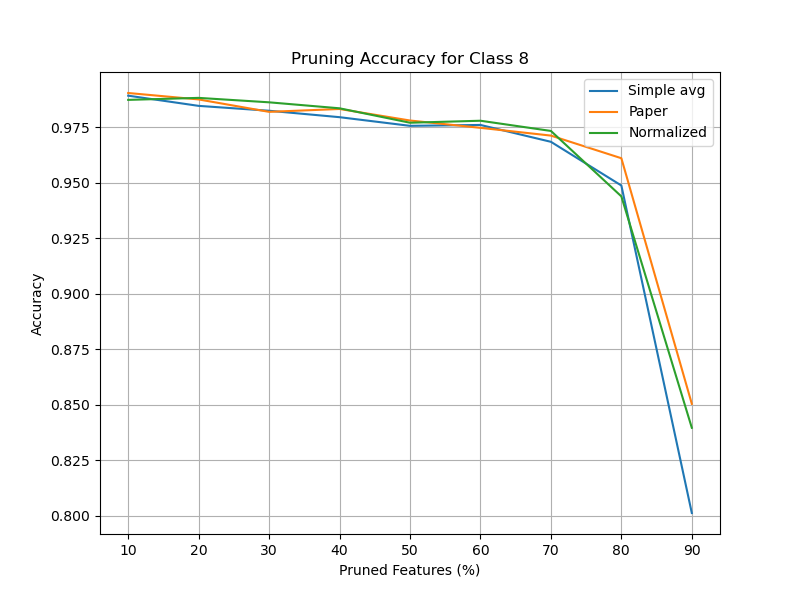 Pruning Accuracy for Class 8
Simple avg
Paper
Normalized
0.975
0.950
0.925
0.900
0.875
0.850
0.825
0.800
Accuracy
10 20 30 40 50 60 70 80 90
Pruned Features (%)